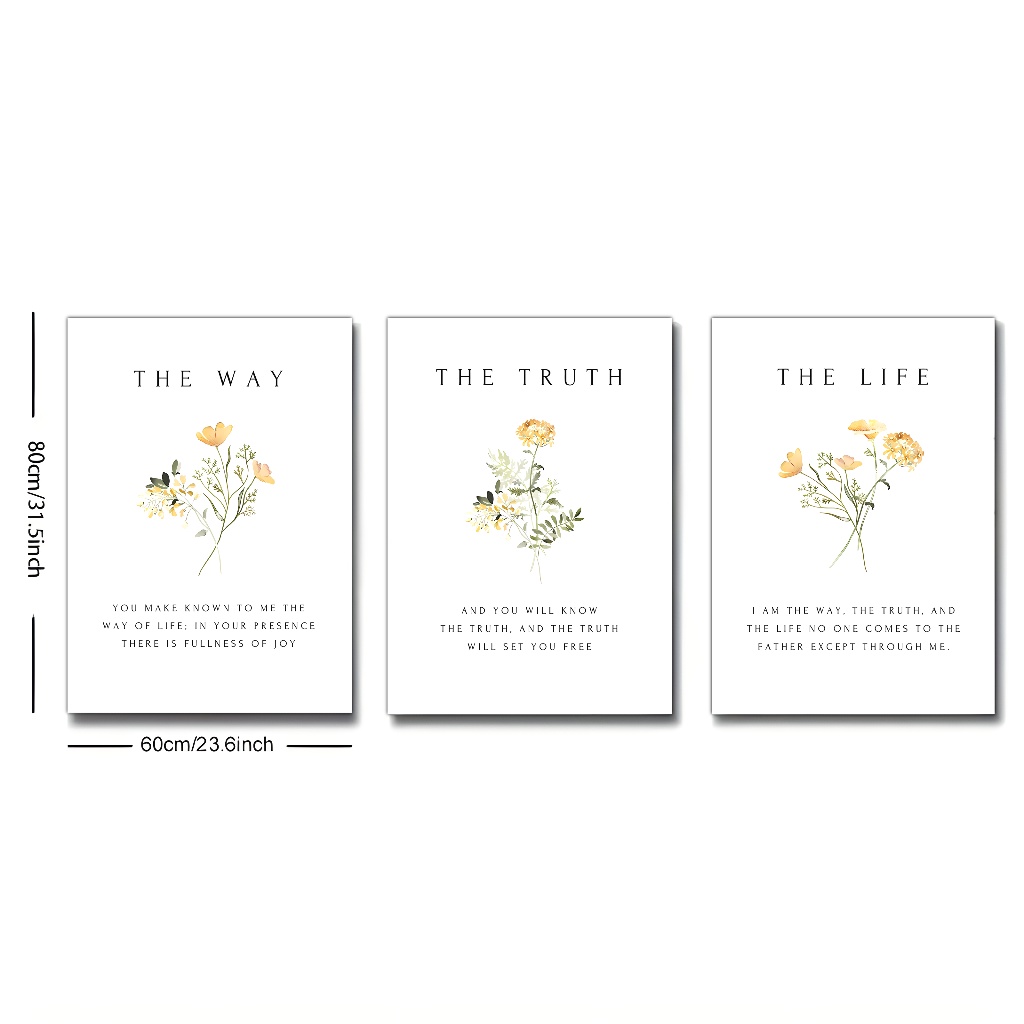 THE WAY
YOU MAKE KNOWN TO ME THE
WAY OF LIFE; IN YOUR PRESENCE
THERE IS FULLNESS OF JOY
THE TRUTH
AND YOU WILL KNOW
THE TRUTH, AND THE TRUTH
WILL SET YOU FREE
THE LIFE
I AM THE WAY, THE TRUTH, AND
THE LIFE NO ONE COMES TO THE
FATHER EXCEPT THROUGH ME.
80cm/31.5inch
60cm/23.6inch